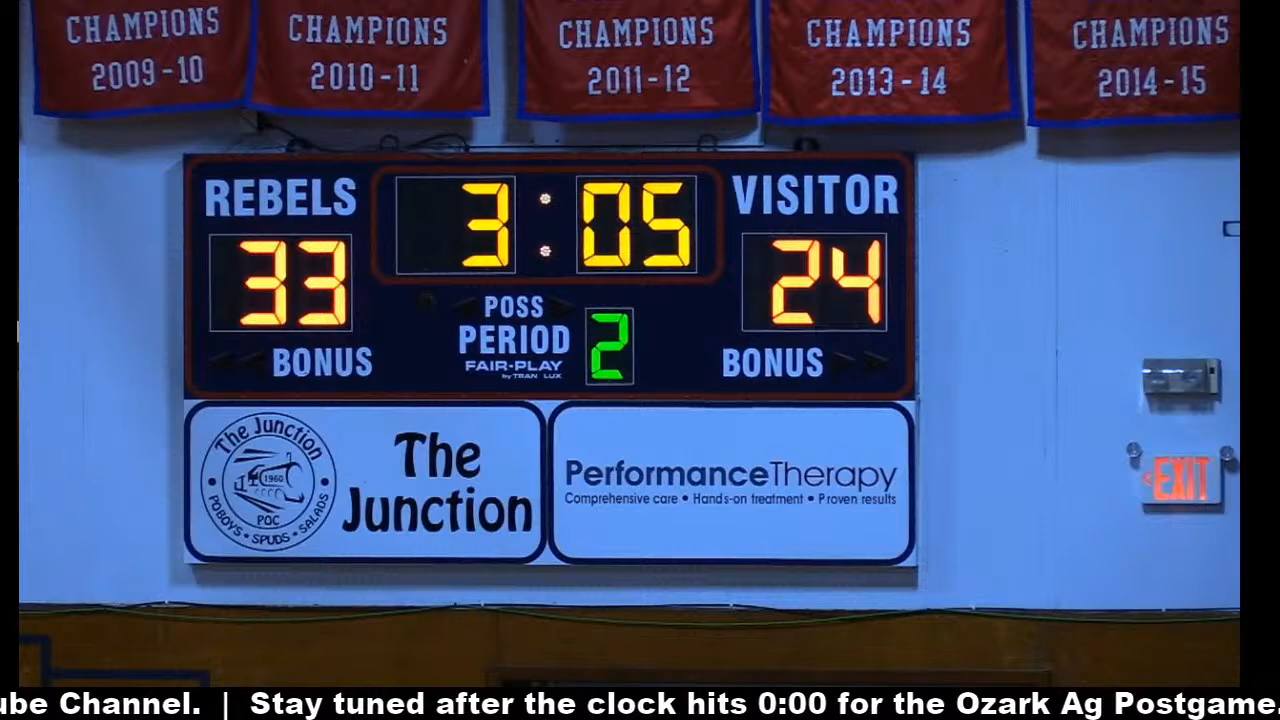 CHAMPIONS
2009-10
CHAMPIONS
2010-11
CHAMPIONS
2011-12
CHAMPIONS
2013-14
CHAMPIONS
2014-15
REBELS
3:05
VISITOR
33
24
POSS
PERIOD
2
FAIR-PLAY
by TRANS LUX
BONUS
BONUS
The Junction
1960
POC
POBOYS • SPUDS • SALADS
The
Junction
PerformanceTherapy
Comprehensive care • Hands-on treatment • Proven results
EXIT
ube Channel. | Stay tuned after the clock hits 0:00 for the Ozark Ag Postgame.